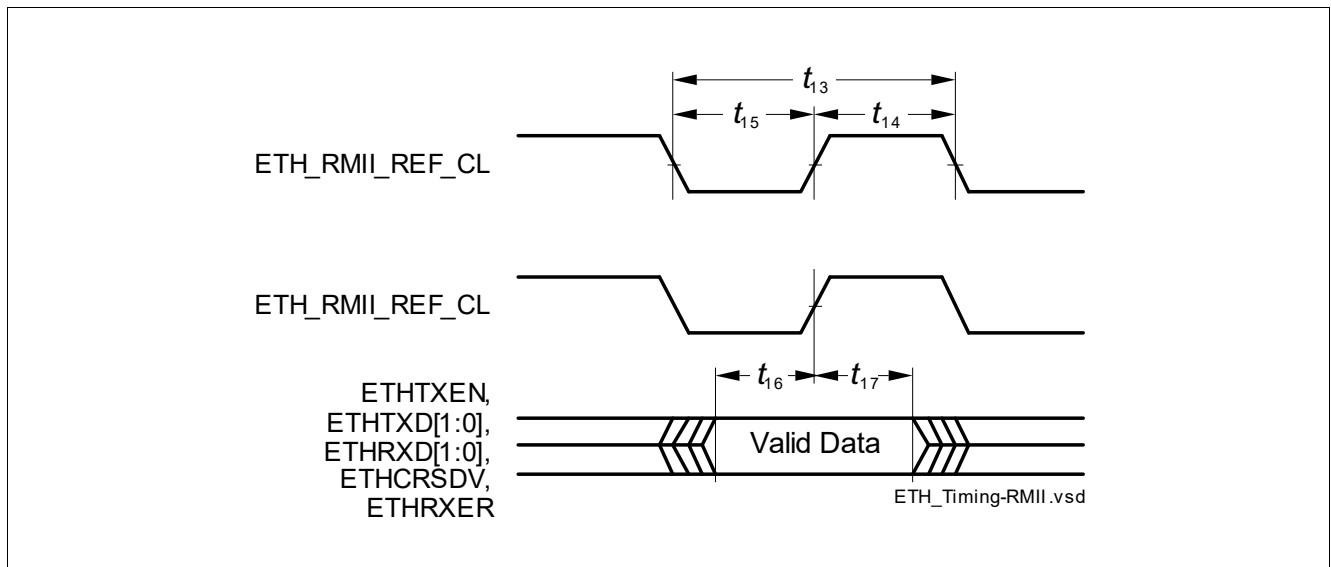 t13
t15
t14
ETH_RMII_REF_CL
ETH_RMII_REF_CL
t16
t17
ETHTXEN,
ETHTXD[1:0],
ETHRXD[1:0],
ETHCRSDV,
ETHRXER
Valid Data
ETH_Timing-RMII.vsd